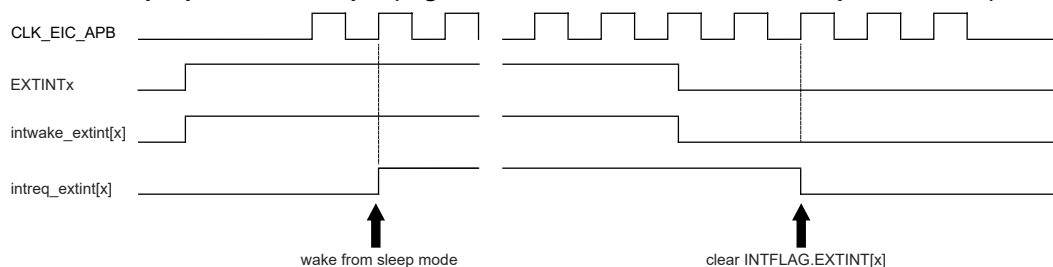 CLK_EIC_APB
EXTINTx
intwake_extint[x]
intreq_extint[x]
wake from sleep mode
clear INTFLAG.EXTINT[x]